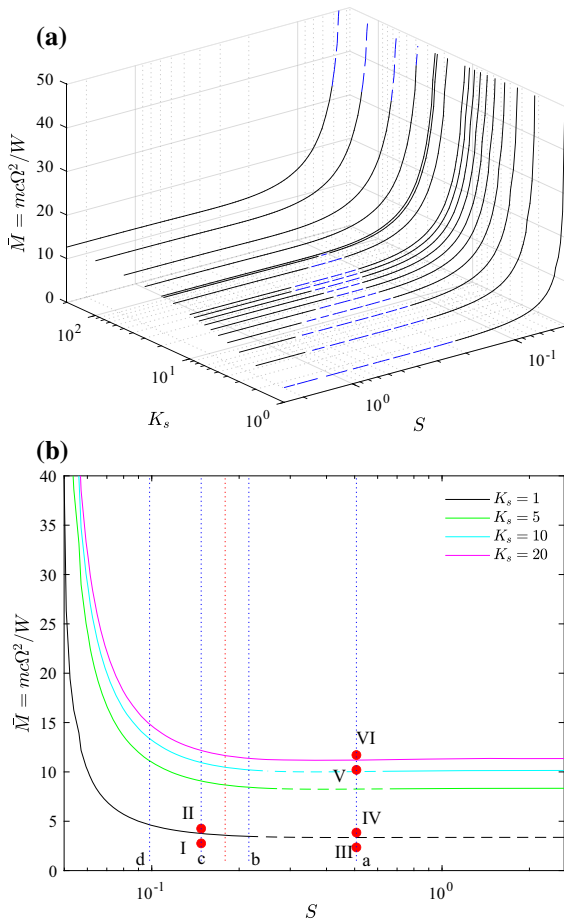 (a)
50
40
30
20
10
0
M̄ = mcΩ²/W
10²
10¹
10⁰
K_s
10⁰
10⁻¹
S
(b)
40
35
30
25
20
15
10
5
0
M̄ = mcΩ²/W
K_s = 1
K_s = 5
K_s = 10
K_s = 20
VI
V
II
IV
I
III
d
c
b
a
10⁻¹
10⁰
S